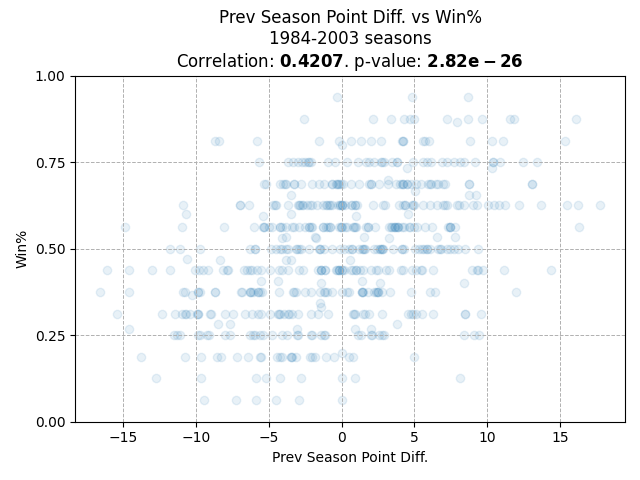 Prev Season Point Diff. vs Win%
1984-2003 seasons
Correlation: 0.4207. p-value: 2.82e − 26
1.00
0.75
0.50
0.25
0.00
Win%
−15
−10
−5
0
5
10
15
Prev Season Point Diff.